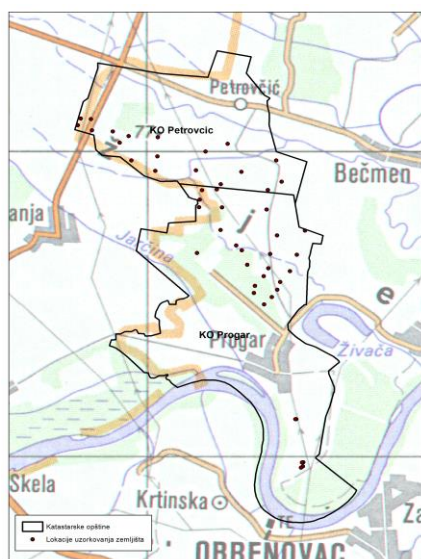 Petrovčić
KO Petrovcic
77
Bečmen
anja
j
Jarčina
e
KO Progar
Progar
Živača
Skela
Krtinska
Za
TE
OBRENOVAC
Katastarske opštine
Lokacije uzorkovanja zemljišta